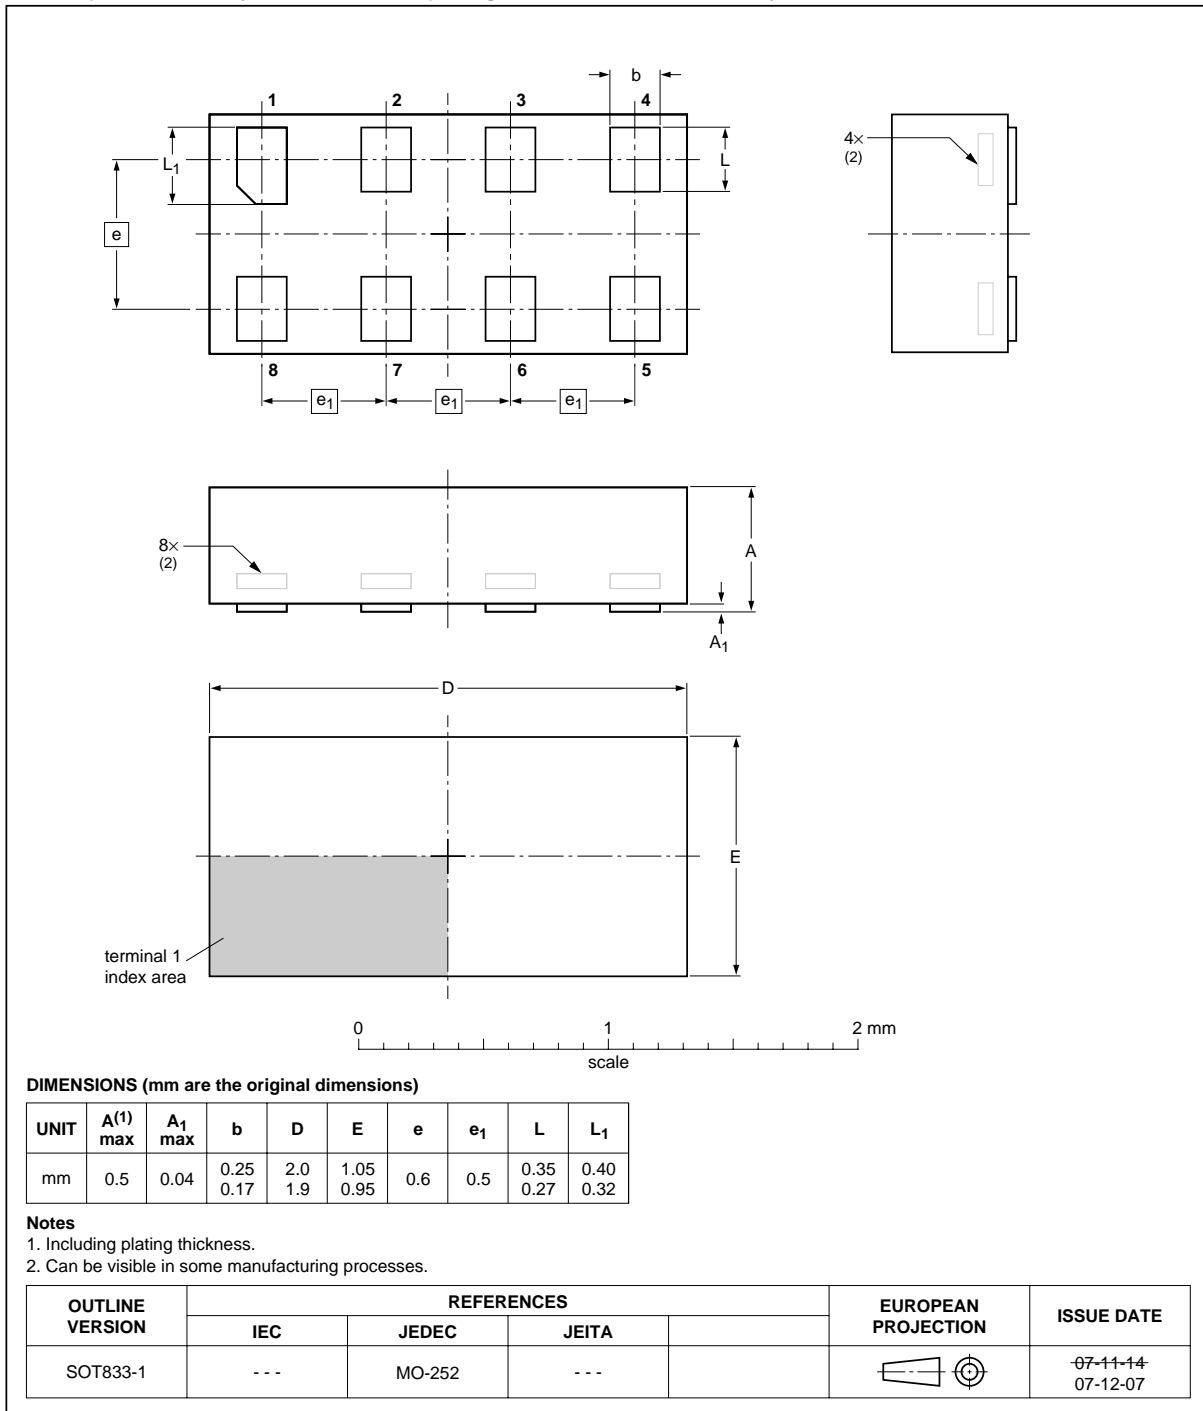 1 2 3 4
b
L1
L
e
8 7 6 5
e1 e1 e1
4×
(2)
8×
(2)
A
A1
D
E
terminal 1
index area
0 1 2 mm
scale
DIMENSIONS (mm are the original dimensions)
UNIT A(1) max A1 max b D E e e1 L L1
mm 0.5 0.04 0.25 0.17 2.0 1.9 1.05 0.95 0.6 0.5 0.35 0.27 0.40 0.32
Notes
1. Including plating thickness.
2. Can be visible in some manufacturing processes.
OUTLINE VERSION REFERENCES EUROPEAN PROJECTION ISSUE DATE
IEC JEDEC JEITA
SOT833-1 - - - MO-252 - - - 07-11-14
07-12-07